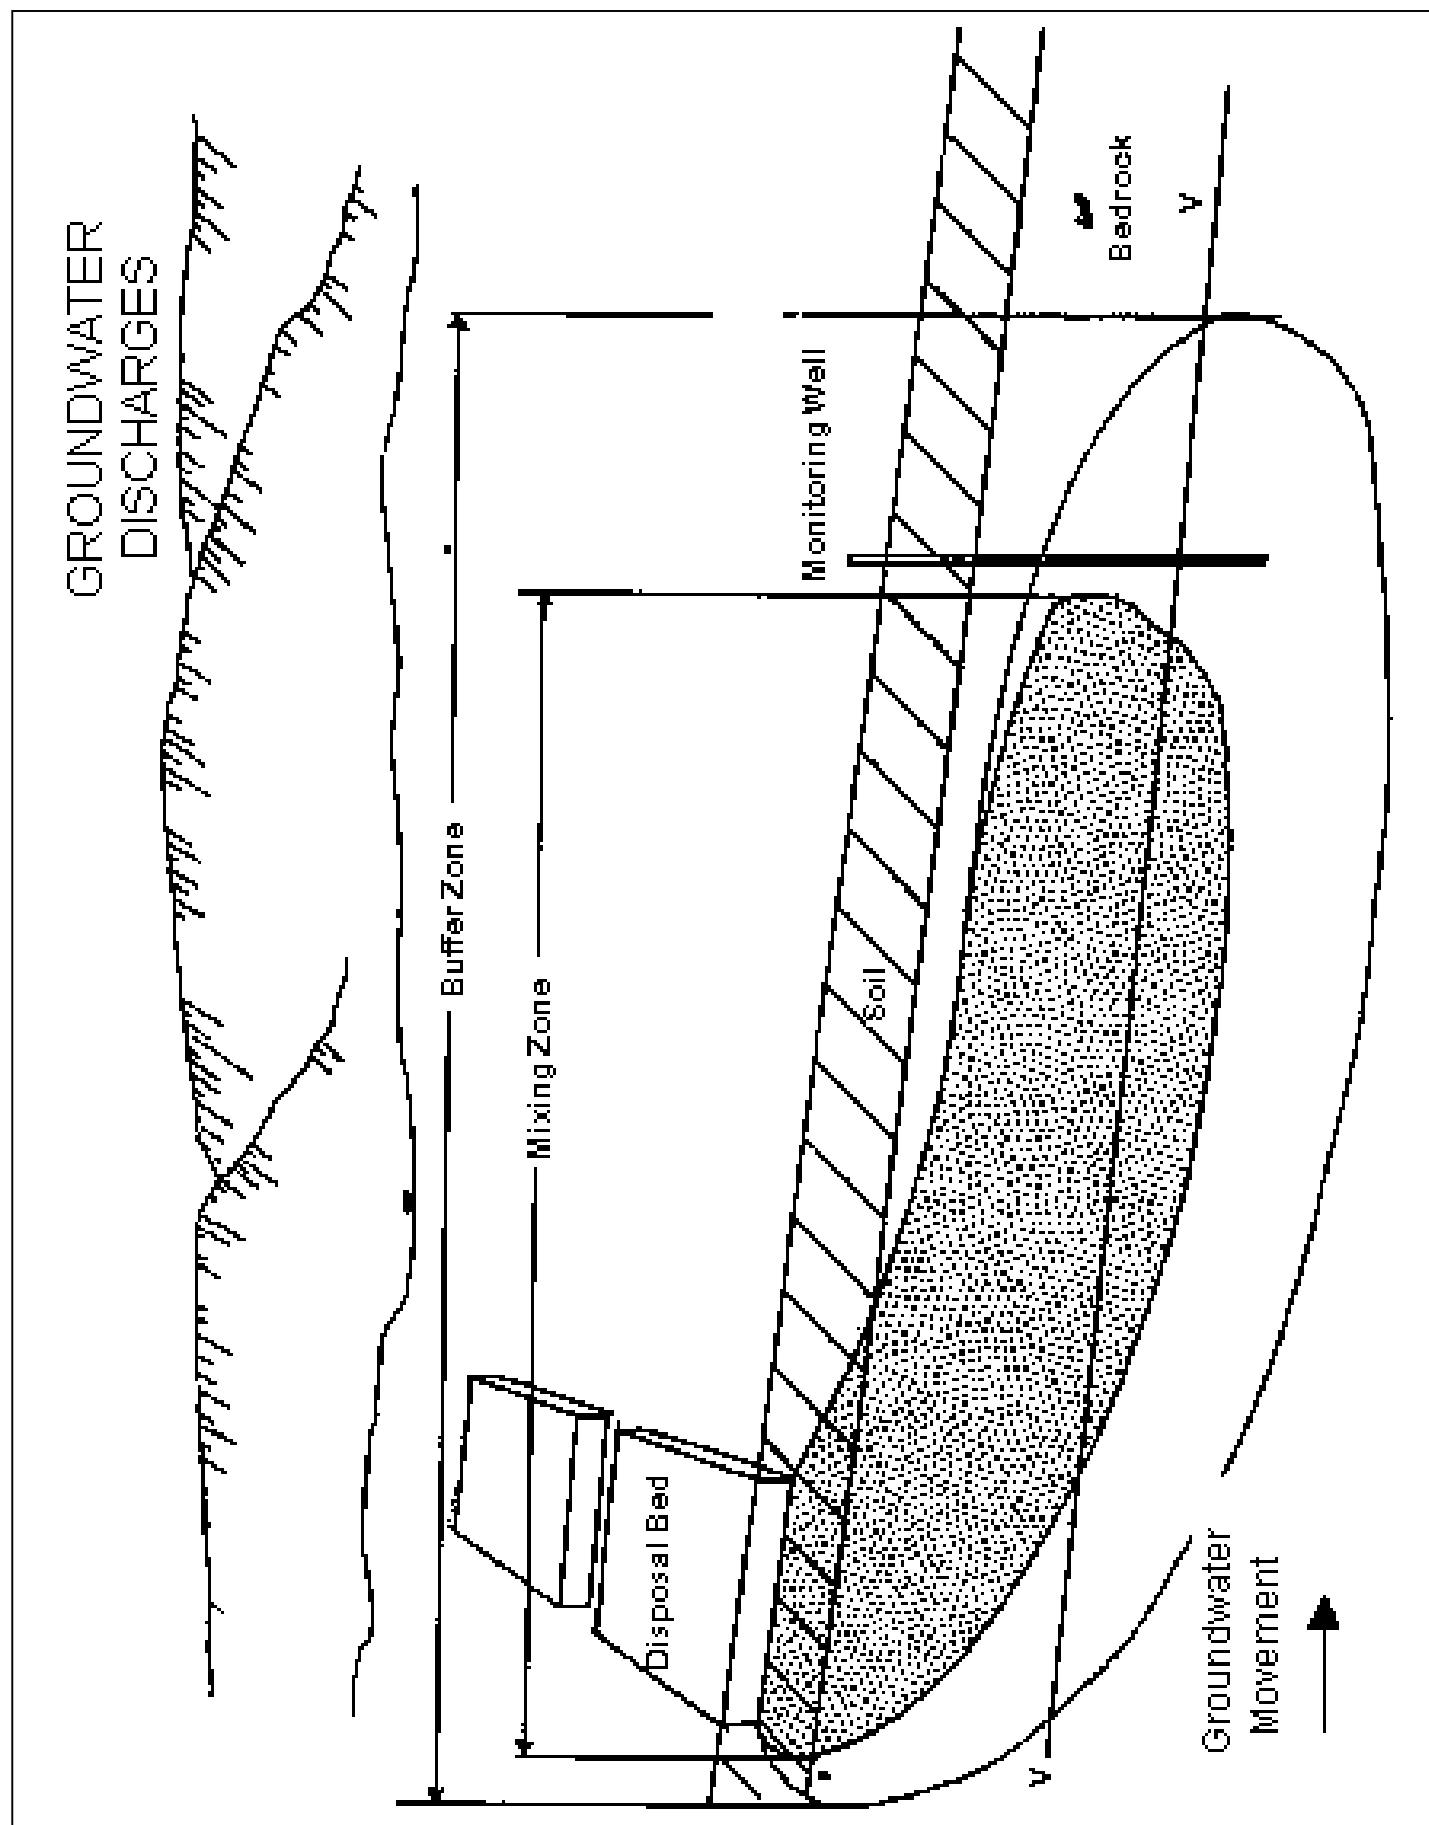 GROUNDWATER
DISCHARGES
Buffer Zone
Mixing Zone
Monitoring Well
Bedrock
Soil
Disposal Bed
Groundwater
Movement
V
V